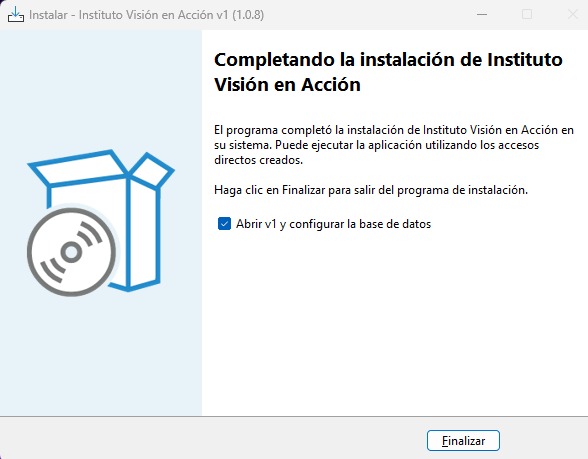 Instalar - Instituto Visión en Acción v1 (1.0.8)
Completando la instalación de Instituto
Visión en Acción
El programa completó la instalación de Instituto Visión en Acción en
su sistema. Puede ejecutar la aplicación utilizando los accesos
directos creados.
Haga clic en Finalizar para salir del programa de instalación.
Abrir v1 y configurar la base de datos
Finalizar